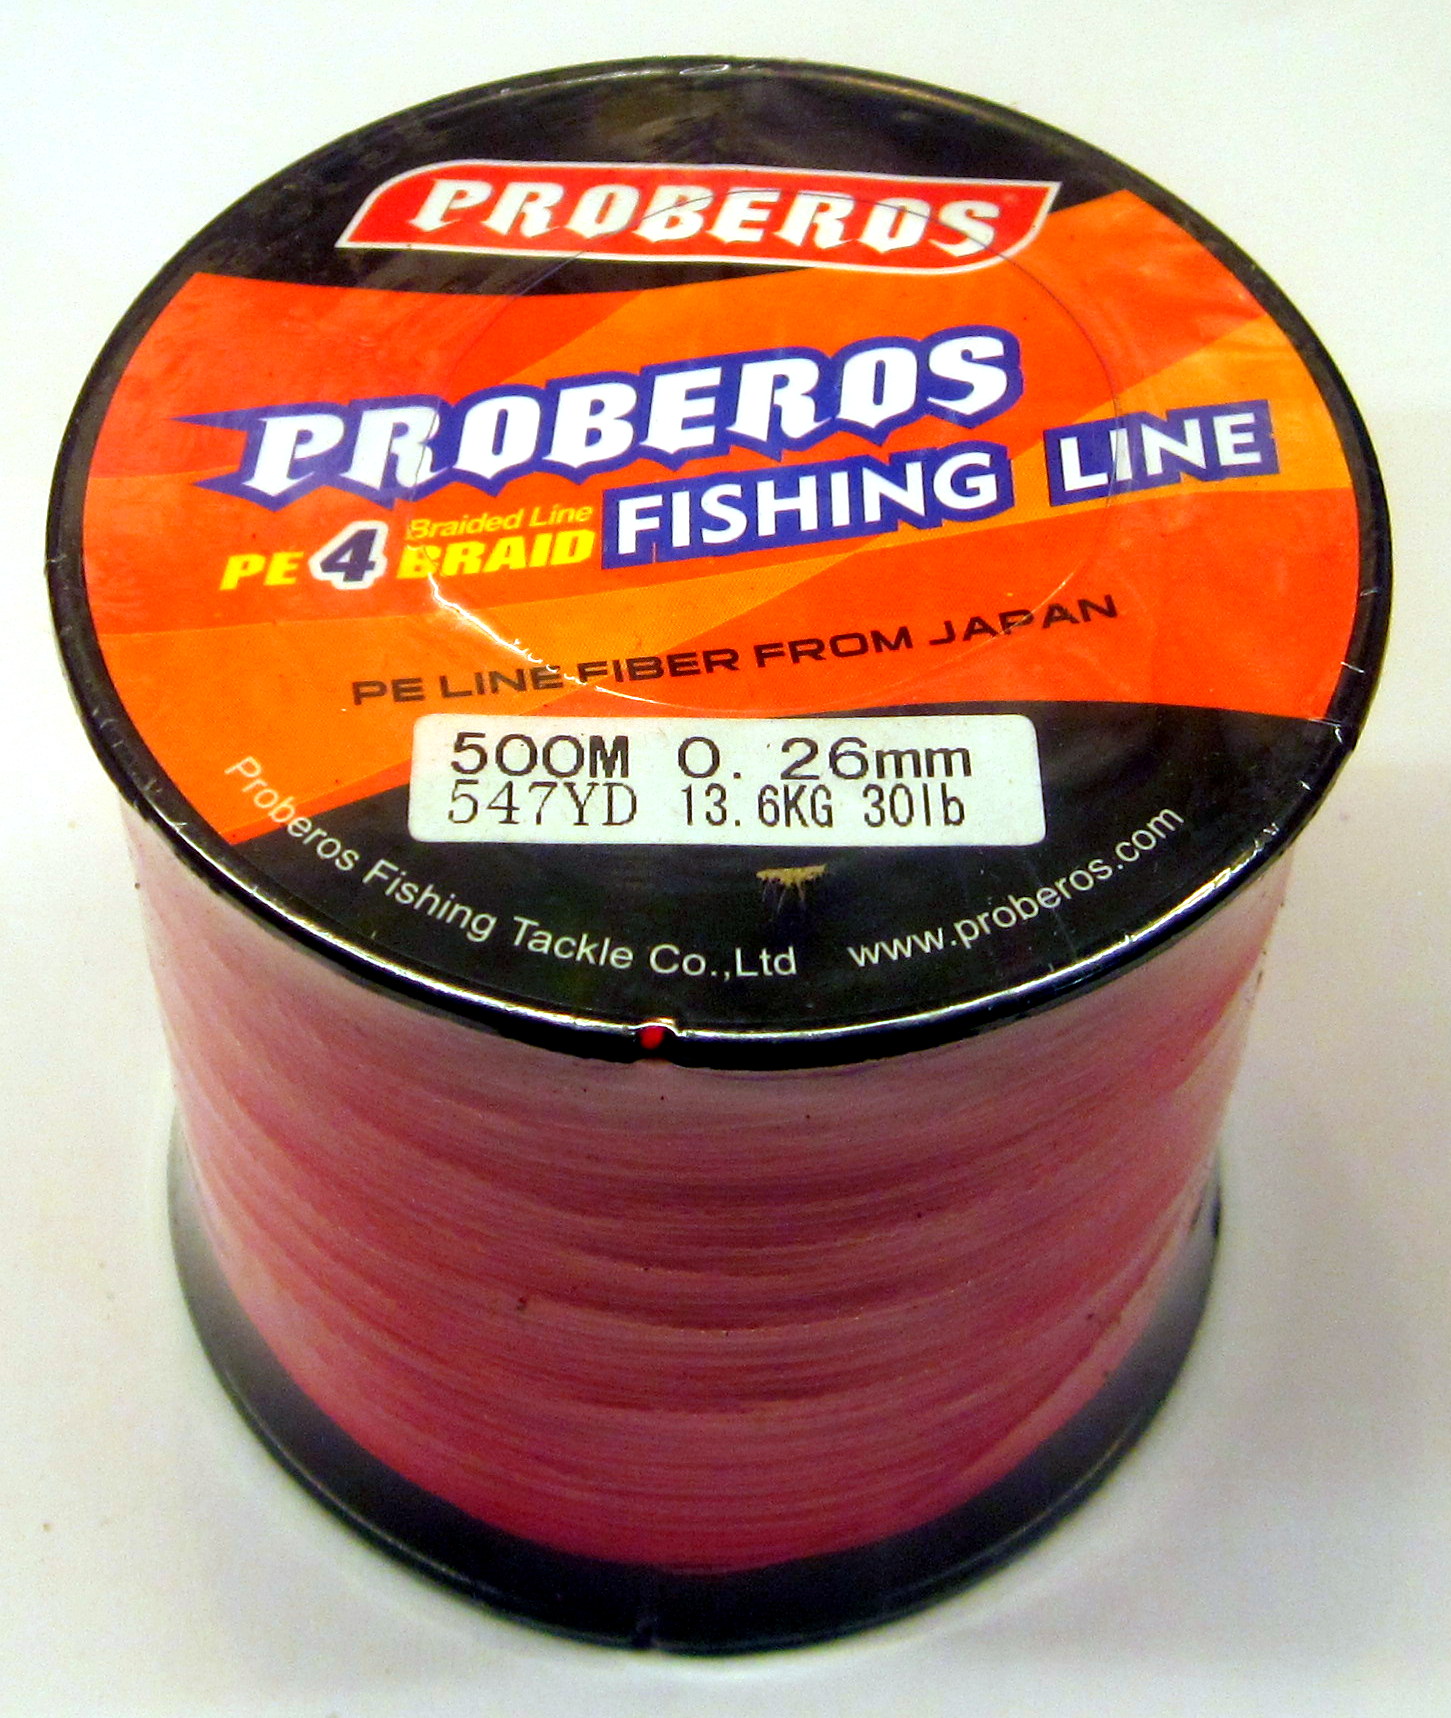 PROBEROS
PROBEROS
PE 4 Braided Line BRAID FISHING LINE
PE LINE FIBER FROM JAPAN
500M 0. 26mm
547YD 13.6KG 30lb
Proberos Fishing Tackle Co.,Ltd www.proberos.com